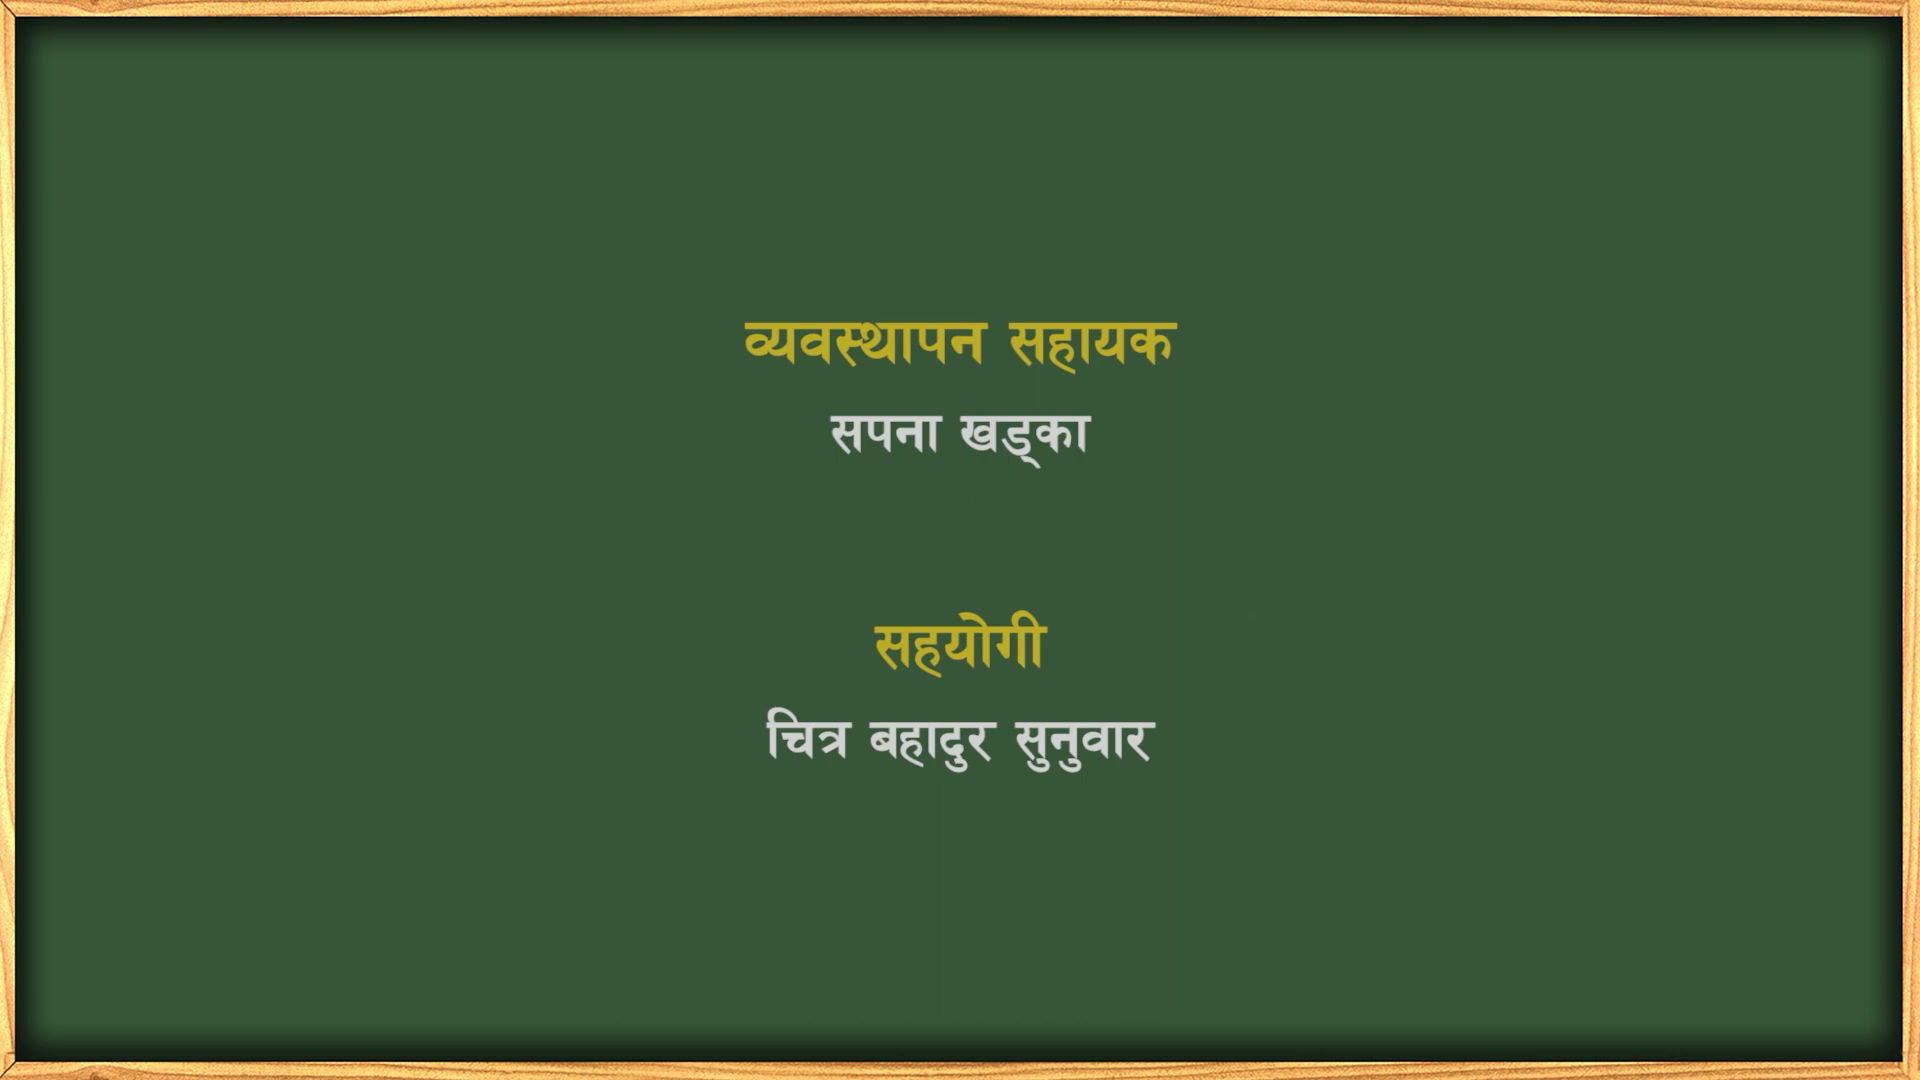 व्यवस्थापन सहायक
सपना खड्का
सहयोगी
चित्र बहादुर सुनुवार